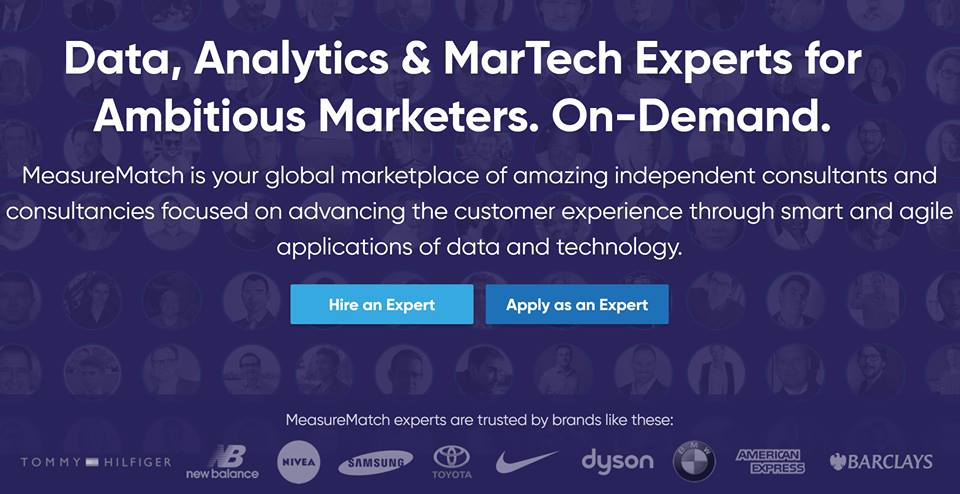 Data, Analytics & MarTech Experts for
Ambitious Marketers. On-Demand.
MeasureMatch is your global marketplace of amazing independent consultants and
consultancies focused on advancing the customer experience through smart and agile
applications of data and technology.
Hire an Expert
Apply as an Expert
MeasureMatch experts are trusted by brands like these:
TOMMY HILFIGER
NB
new balance
NIVEA
SAMSUNG
TOYOTA
dyson
BMW
AMERICAN
EXPRESS
BARCLAYS